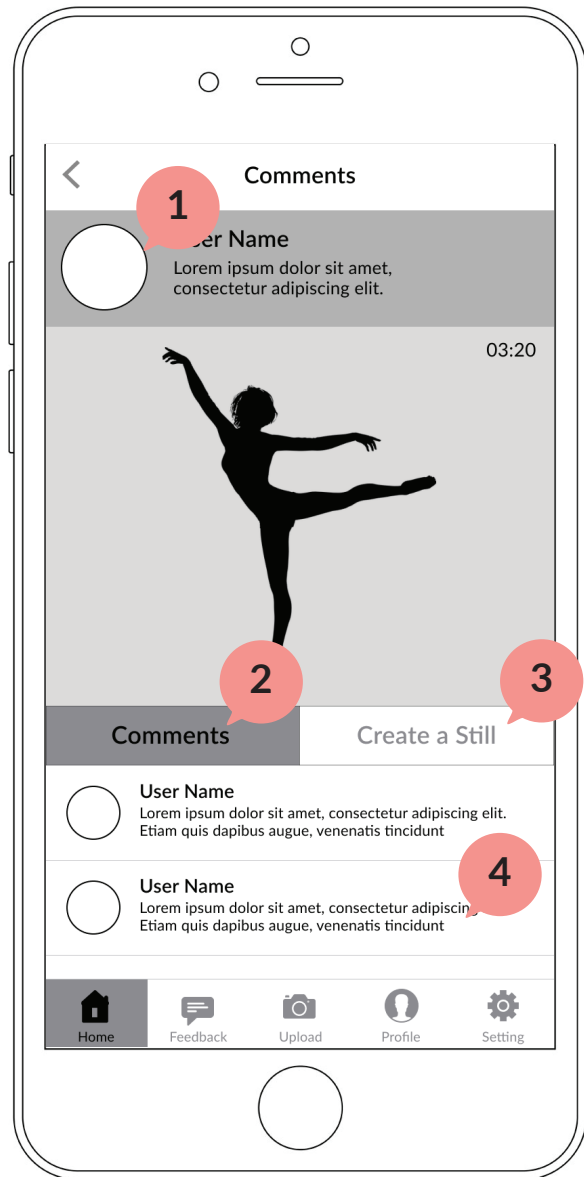 Comments
1
er Name
Lorem ipsum dolor sit amet,
consectetur adipiscing elit.
03:20
2
3
Comments
Create a Still
User Name
Lorem ipsum dolor sit amet, consectetur adipiscing elit.
Etiam quis dapibus augue, venenatis tincidunt
4
User Name
Lorem ipsum dolor sit amet, consectetur adipiscing
Etiam quis dapibus augue, venenatis tincidunt
Home
Feedback
Upload
Profile
Setting